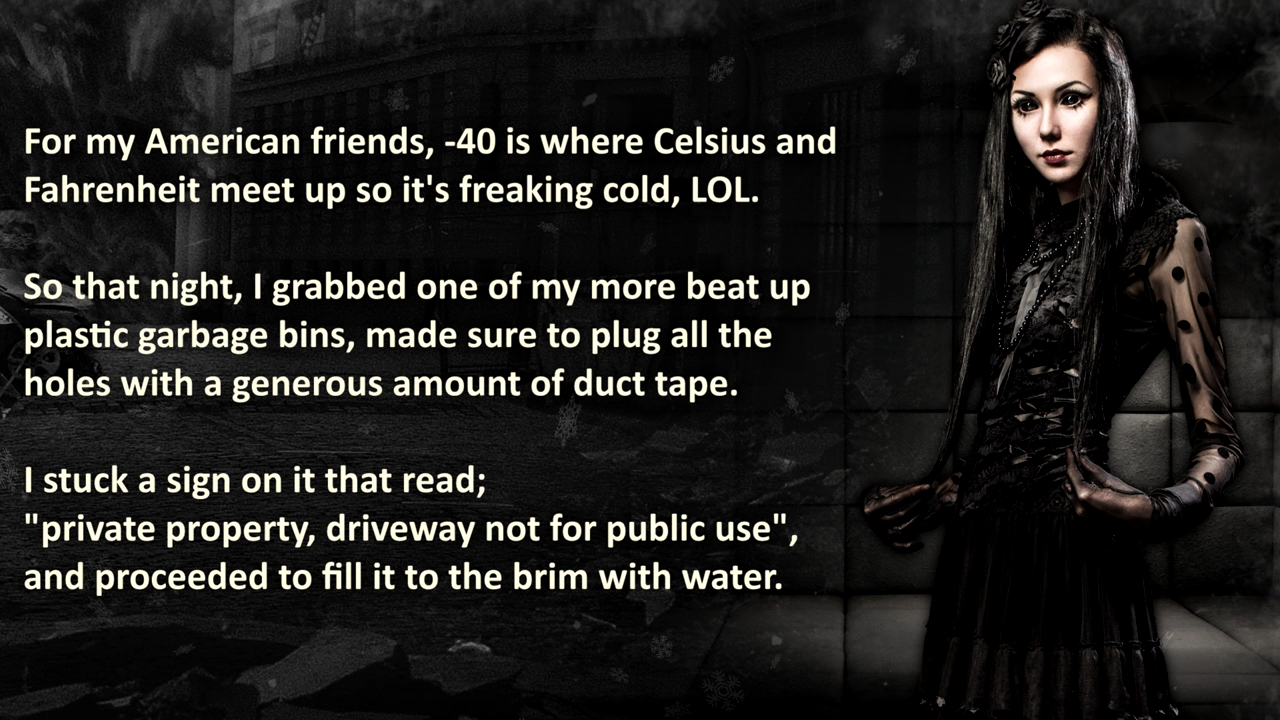 For my American friends, -40 is where Celsius and
Fahrenheit meet up so it's freaking cold, LOL.
So that night, I grabbed one of my more beat up
plastic garbage bins, made sure to plug all the
holes with a generous amount of duct tape.
I stuck a sign on it that read;
"private property, driveway not for public use",
and proceeded to fill it to the brim with water.